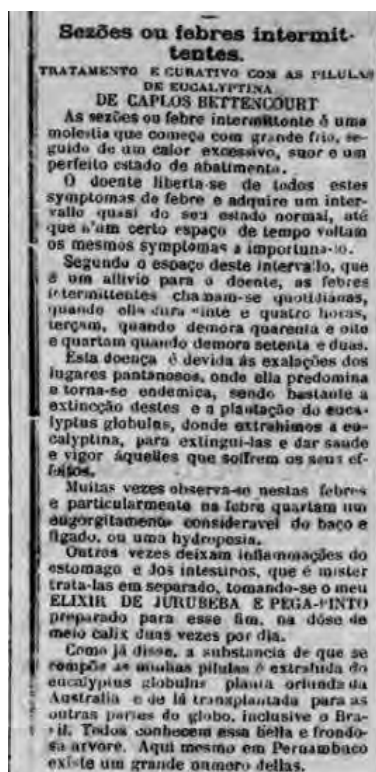 Sezões ou febres intermit-
tentes.
TRATAMENTO E CURATIVO COM AS PILULAS
DE EUCALYPTINA
DE CARLOS BETTENCOURT
As sezões ou febre intermittente é uma
molestia que começa com grande frio, se-
guido de um calor excessivo, suor e um
perfeito estado de abatimento.
O doente liberta-se de todos estes
symptomas de febre e adquire um inter-
vallo quasi do seu estado normal, até
que n'um certo espaço de tempo voltam
os mesmos symptomas a importuna-lo.
Segundo o espaço deste intervallo, que
é um allivio para o doente, as febres
intermittentes chamam-se quotidianas,
quando ella dura vinte e quatro horas,
terçam, quando demora quarenta e oito
e quartam quando demora setenta e duas.
Esta doença é devida ás exalações dos
lugares pantanosos, onde ella predomina
e torna-se endemica, sendo bastante a
extincção destes e a plantação do euca-
lyptus globulus, donde extrahimos a eu-
calyptina, para extingui-las e dar saude
e vigor áquelles que soffrem os seus ef-
feitos.
Muitas vezes observa-se nestas febres
e particularmente na febre quartam um
engorgitamento consideravel do baço e
figado, ou uma hydropesia.
Outras vezes deixam inflammações do
estomago e dos intestinos, que é mister
trata-las em separado, tomando-se o meu
ELIXIR DE JURUBEBA E PEGA-PINTO
preparado para esse fim, na dóse de
meio calix duas vezes por dia.
Como já disse, a substancia de que se
compõe as minhas pilulas é extrahida do
eucalyptus globulus planta oriunda da
Australia e de lá transplantada para as
outras partes do globo, inclusive o Bra-
sil. Todos conhecem essa bella e frondo-
sa arvore. Aqui mesmo em Pernambuco
existe um grande numero dellas.